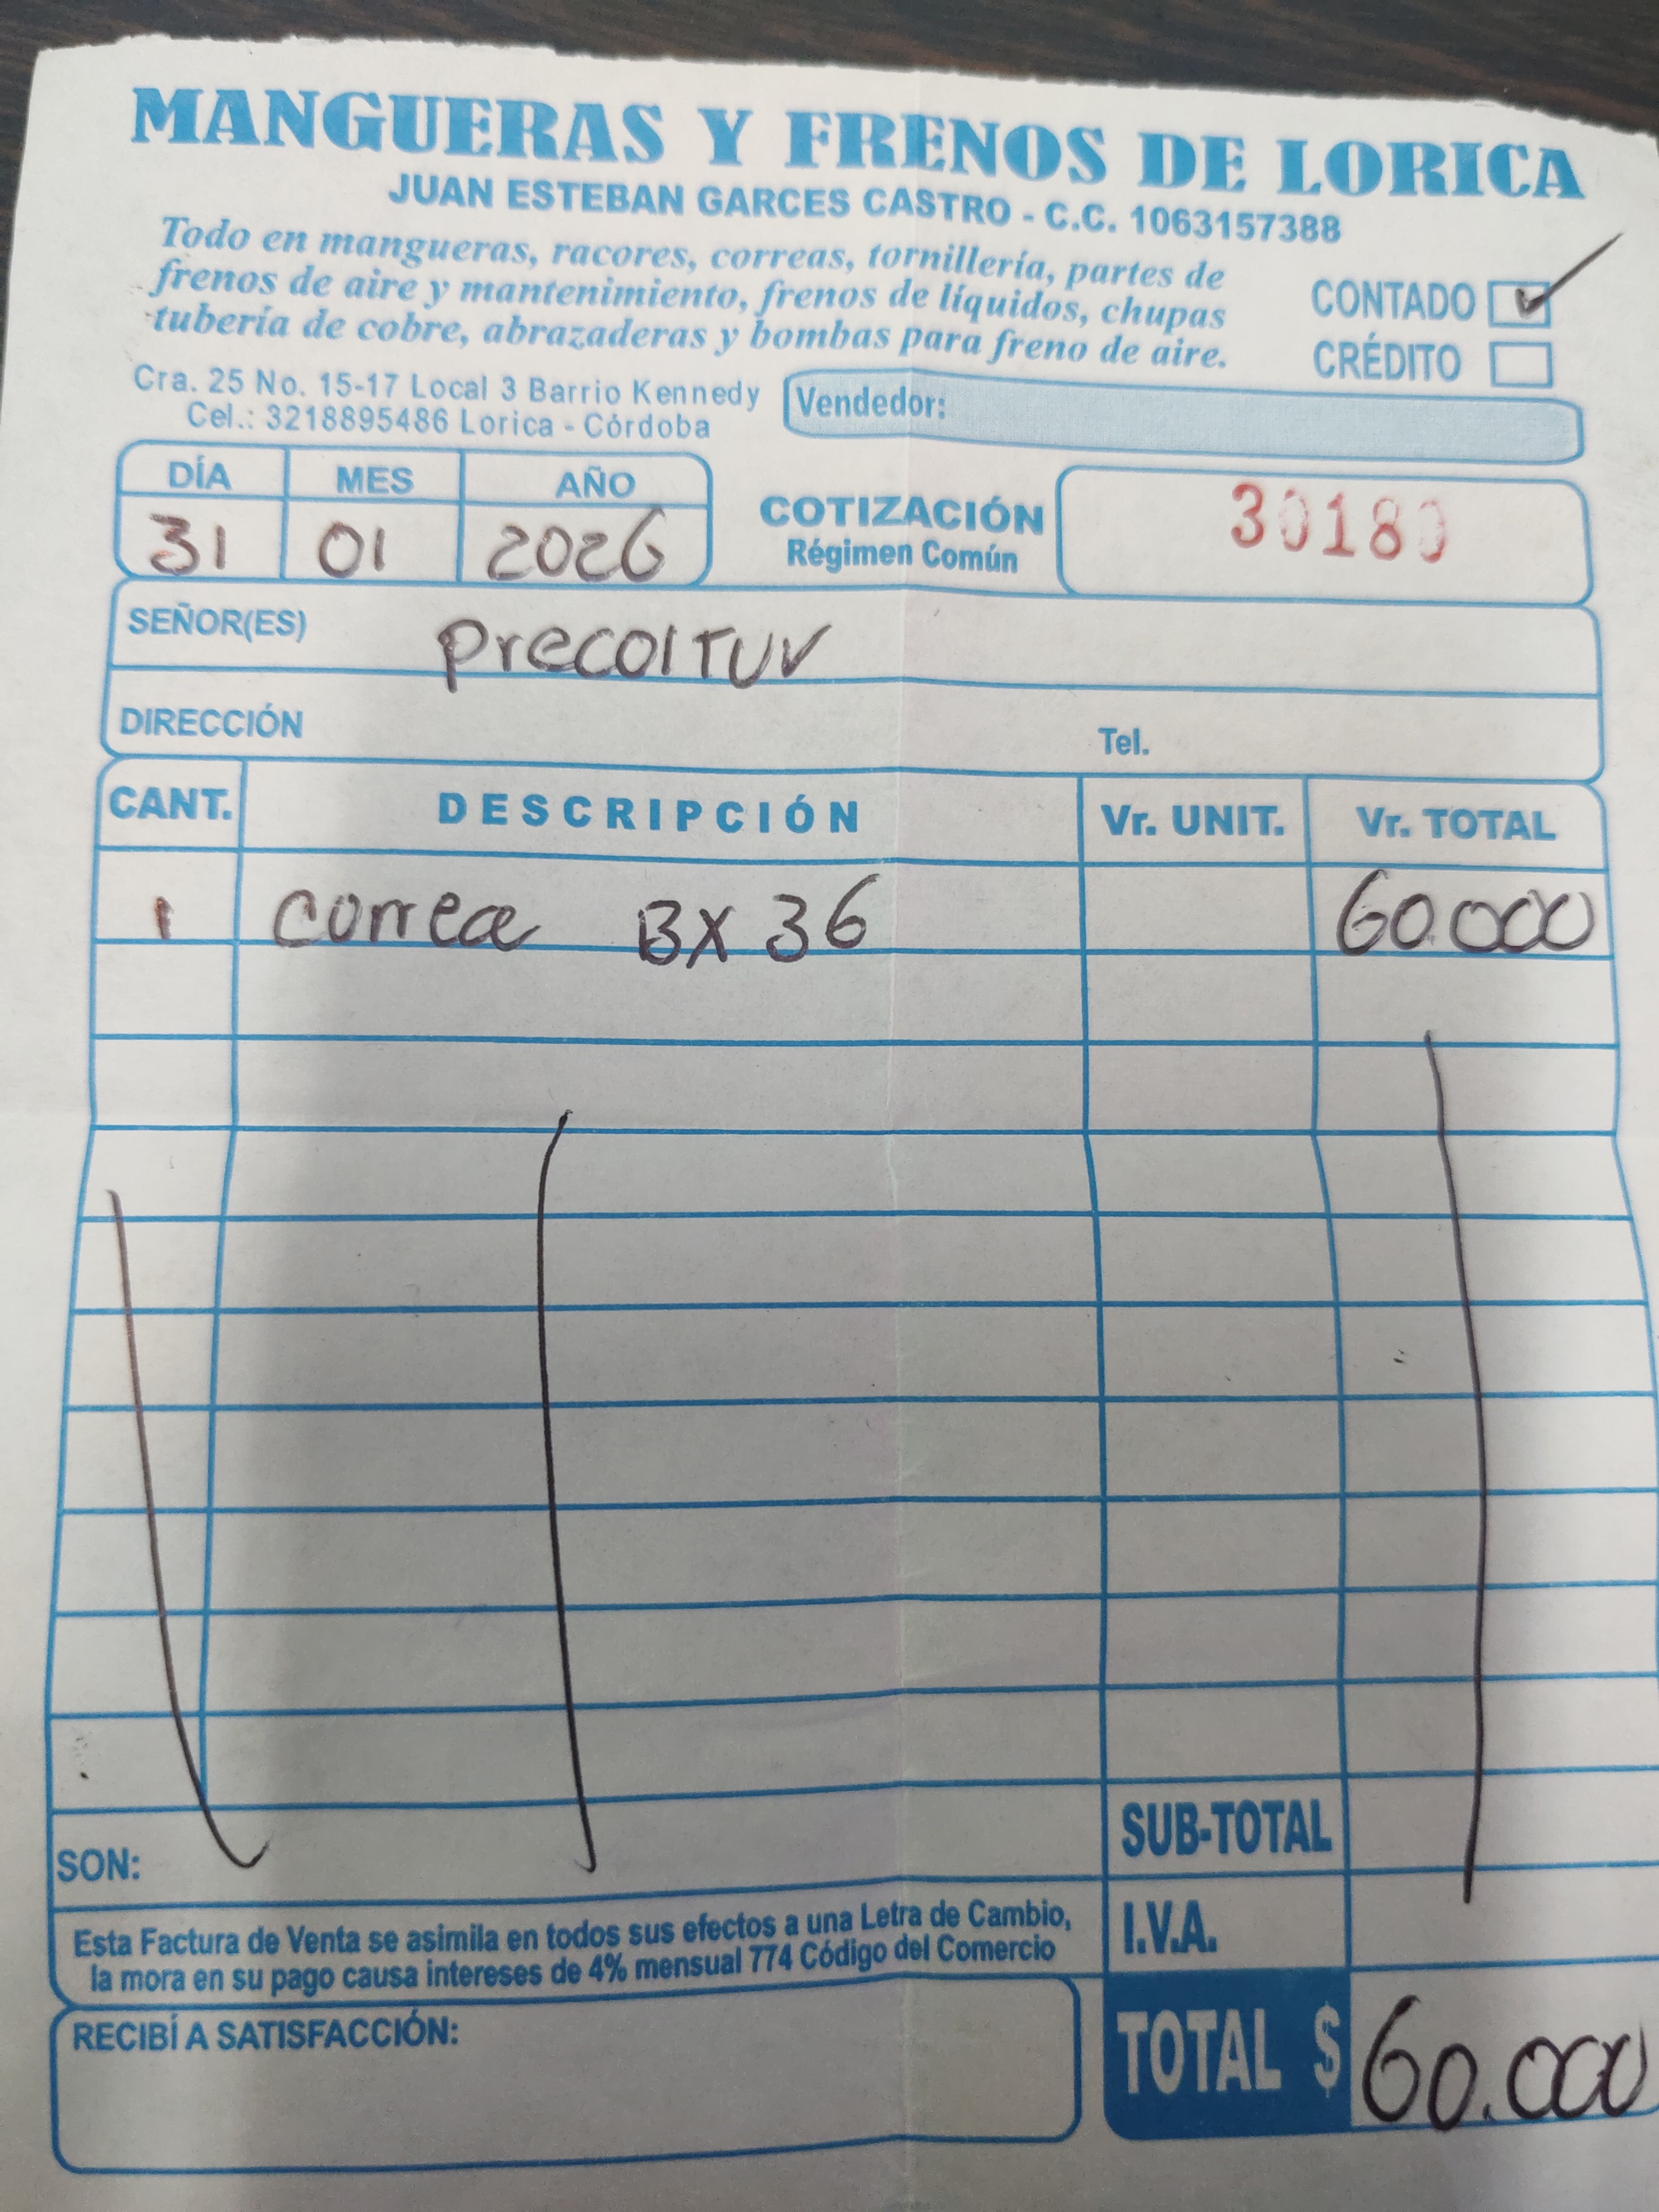 MANGUERAS Y FRENOS DE LORICA
JUAN ESTEBAN GARCES CASTRO - C.C. 1063157388
Todo en mangueras, racores, correas, tornillería, partes de
frenos de aire y mantenimiento, frenos de líquidos, chupas
tubería de cobre, abrazaderas y bombas para freno de aire.
CONTADO
CRÉDITO
Cra. 25 No. 15-17 Local 3 Barrio Kennedy
Cel.: 3218895486 Lorica - Córdoba
Vendedor:
DÍA MES AÑO
31 01 2026
COTIZACIÓN
Régimen Común
30180
SEÑOR(ES) precolTUV
DIRECCIÓN Tel.
CANT. DESCRIPCIÓN Vr. UNIT. Vr. TOTAL
1 correa BX 36 60.000
SUB-TOTAL
SON:
I.V.A.
Esta Factura de Venta se asimila en todos sus efectos a una Letra de Cambio,
la mora en su pago causa intereses de 4% mensual 774 Código del Comercio
RECIBÍ A SATISFACCIÓN:
TOTAL $ 60.000